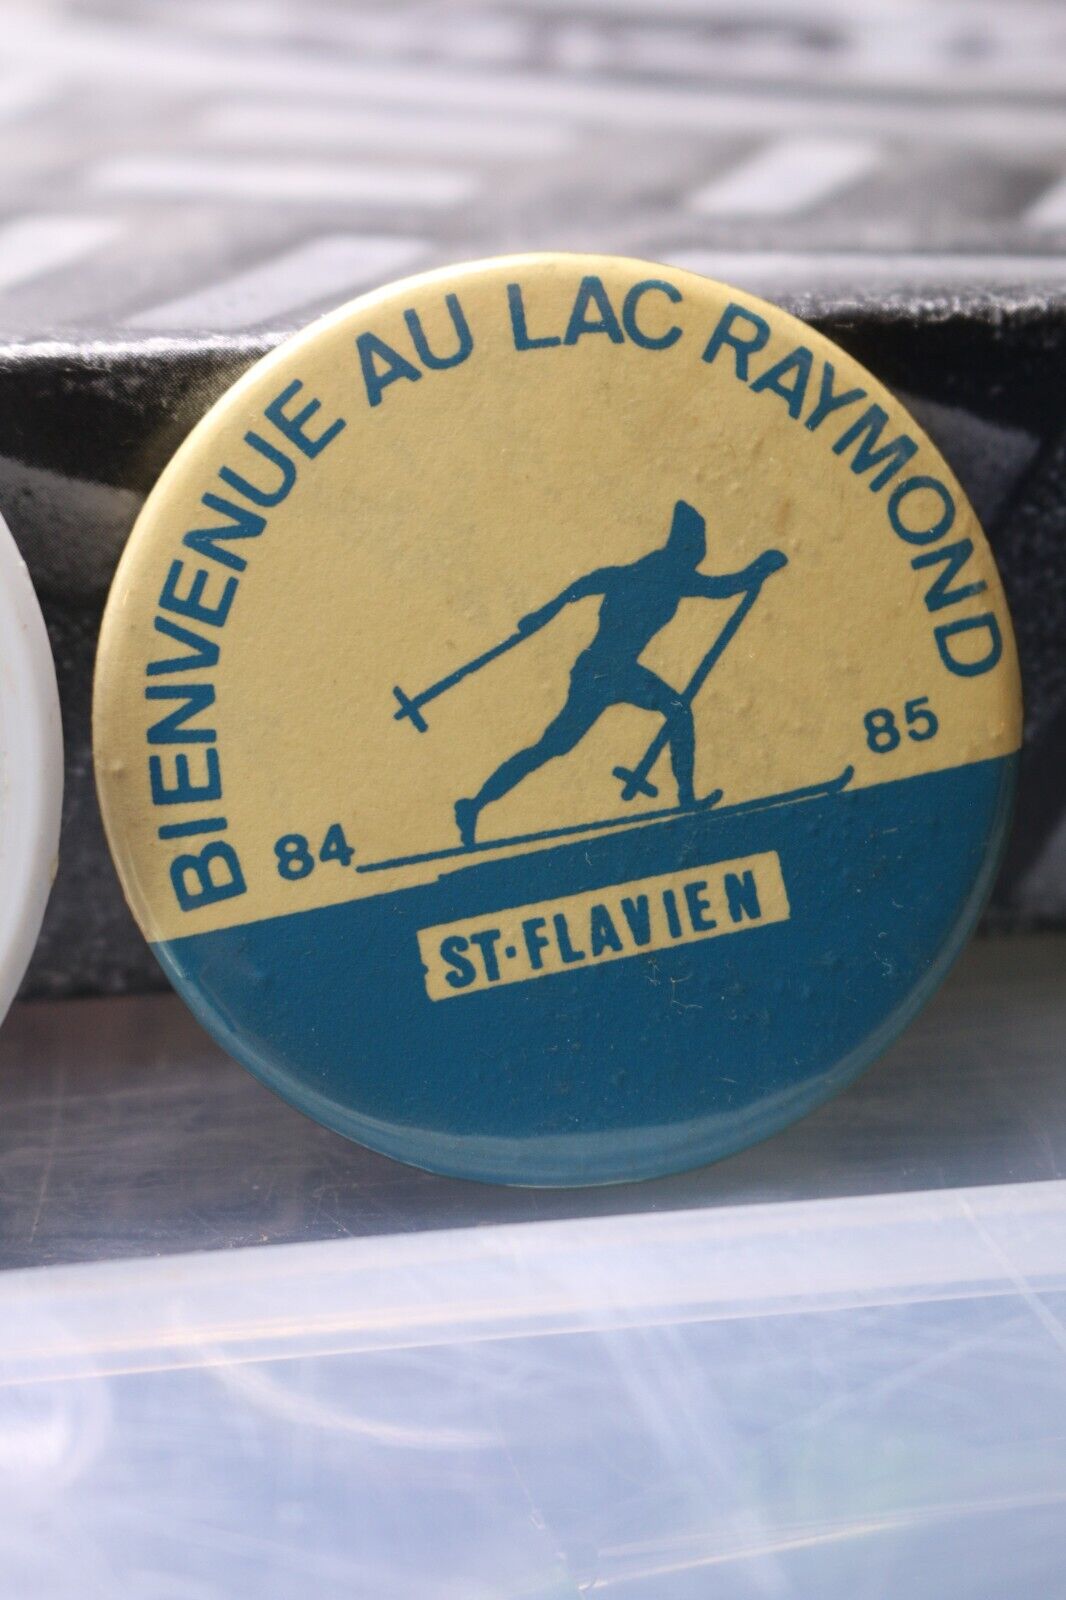 BIENVENUE AU LAC RAYMOND
84 85
ST-FLAVIEN